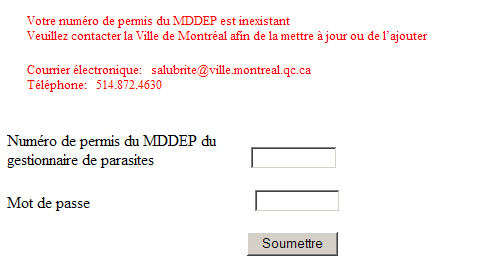 Votre numéro de permis du MDDEP est inexistant
Veuillez contacter la Ville de Montréal afin de la mettre à jour ou de l'ajouter
Courrier électronique: salubrite@ville.montreal.qc.ca
Téléphone: 514.872.4630
Numéro de permis du MDDEP du
gestionnaire de parasites
Mot de passe
Soumettre